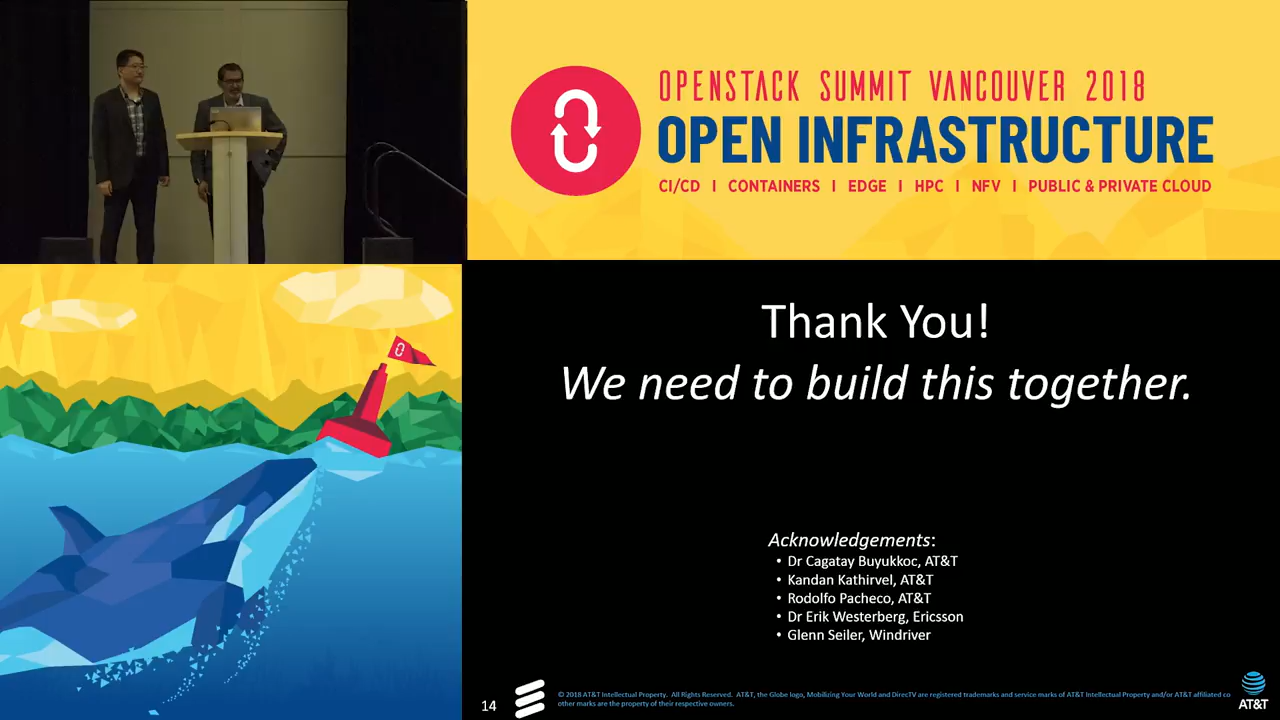 OPENSTACK SUMMIT VANCOUVER 2018
OPEN INFRASTRUCTURE
CI/CD I CONTAINERS I EDGE I HPC I NFV I PUBLIC & PRIVATE CLOUD
Thank You!
We need to build this together.
Acknowledgements:
• Dr Cagatay Buyukkoc, AT&T
• Kandan Kathirvel, AT&T
• Rodolfo Pacheco, AT&T
• Dr Erik Westerberg, Ericsson
• Glenn Seiler, Windriver
14
© 2018 AT&T Intellectual Property. All Rights Reserved. AT&T, the Globe logo, Mobilizing Your World and DirecTV are registered trademarks and service marks of AT&T Intellectual Property and/or AT&T affiliated co
other marks are the property of their respective owners.
AT&T